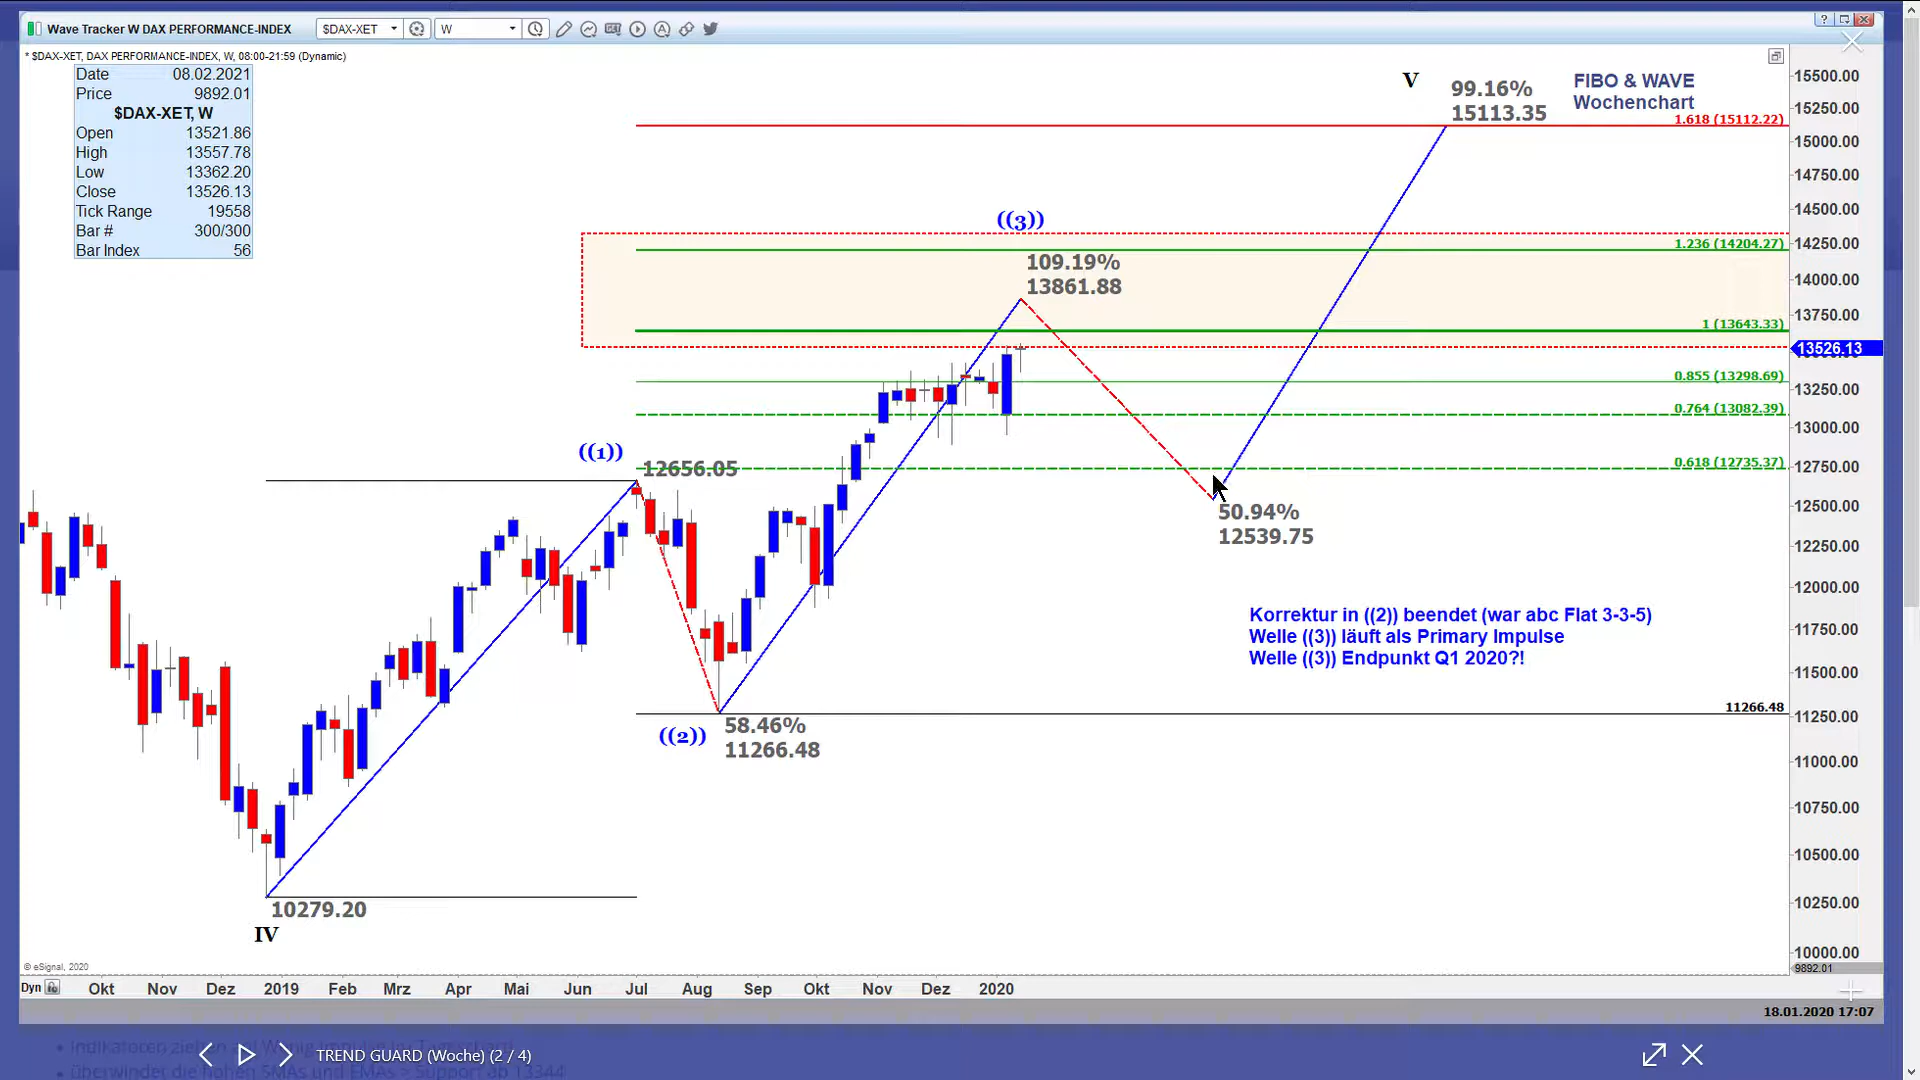 Wave Tracker W DAX PERFORMANCE-INDEX
$DAX-XET
W
* $DAX-XET, DAX PERFORMANCE-INDEX, W, 08:00-21:59 (Dynamic)
Date 08.02.2021
Price 9892.01
$DAX-XET, W
Open 13521.86
High 13557.78
Low 13362.20
Close 13526.13
Tick Range 19558
Bar # 300/300
Bar Index 56
V
99.16%
15113.35
FIBO & WAVE
Wochenchart
1.618 (15112.22)
((3))
109.19%
13861.88
1.236 (14204.27)
1 (13643.33)
0.855 (13298.69)
0.764 (13082.39)
0.618 (12735.37)
((1))
12656.05
50.94%
12539.75
Korrektur in ((2)) beendet (war abc Flat 3-3-5)
Welle ((3)) läuft als Primary Impulse
Welle ((3)) Endpunkt Q1 2020?!
11266.48
((2))
58.46%
11266.48
10279.20
IV
15500.00
15250.00
15000.00
14750.00
14500.00
14250.00
14000.00
13750.00
13526.13
13250.00
13000.00
12750.00
12500.00
12250.00
12000.00
11750.00
11500.00
11250.00
11000.00
10750.00
10500.00
10250.00
10000.00
9892.01
© eSignal, 2020
Dyn Okt Nov Dez 2019 Feb Mrz Apr Mai Jun Jul Aug Sep Okt Nov Dez 2020
18.01.2020 17:07
TREND GUARD (Woche) (2 / 4)
überwindet die hohen SMAs und EMAs > Support ab 13344